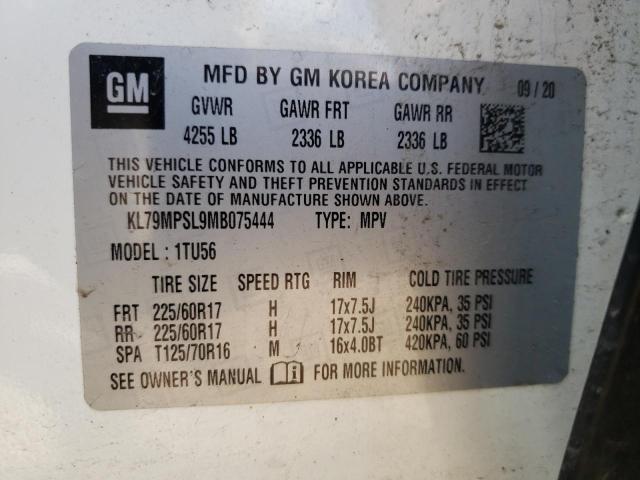 GM
MFD BY GM KOREA COMPANY 09/20
GVWR GAWR FRT GAWR RR
4255 LB 2336 LB 2336 LB
THIS VEHICLE CONFORMS TO ALL APPLICABLE U.S. FEDERAL MOTOR
VEHICLE SAFETY AND THEFT PREVENTION STANDARDS IN EFFECT
ON THE DATE OF MANUFACTURE SHOWN ABOVE.
KL79MPSL9MB075444 TYPE: MPV
MODEL : 1TU56
TIRE SIZE SPEED RTG RIM COLD TIRE PRESSURE
FRT 225/60R17 H 17x7.5J 240KPA, 35 PSI
RR 225/60R17 H 17x7.5J 240KPA, 35 PSI
SPA T125/70R16 M 16x4.0BT 420KPA, 60 PSI
SEE OWNER'S MANUAL FOR MORE INFORMATION.